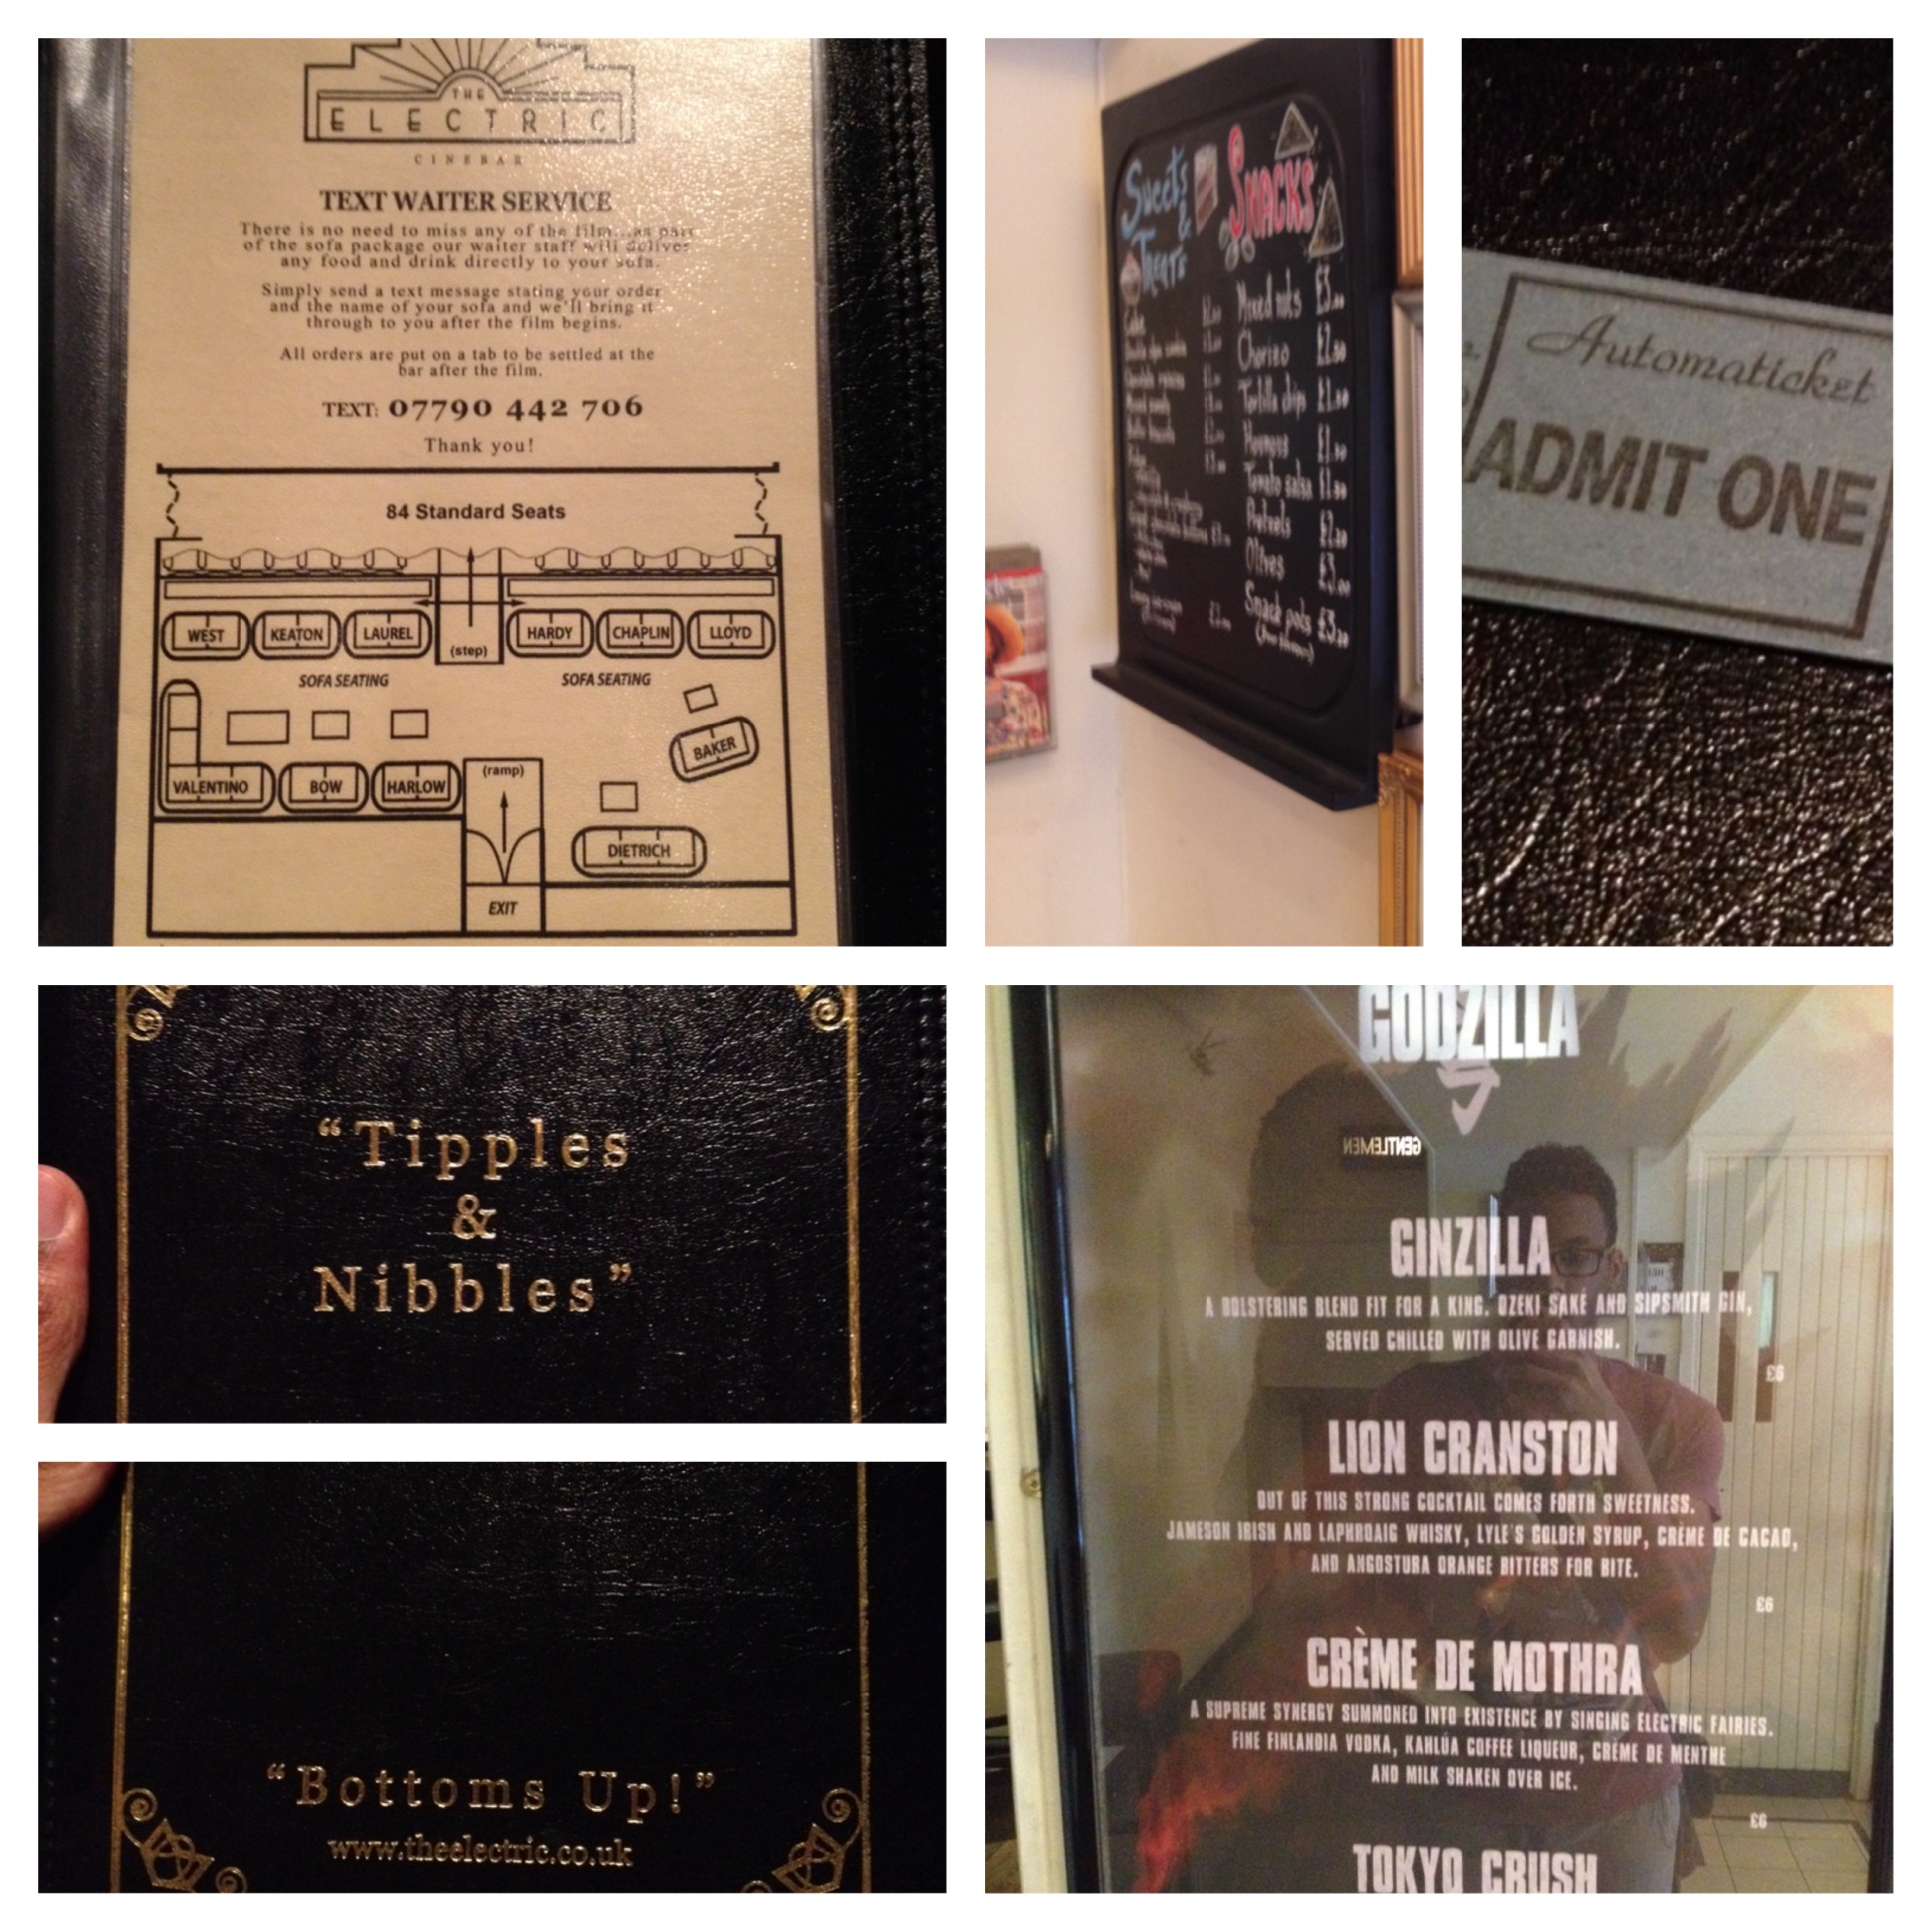 THE
ELECTRIC
CINEBAR
TEXT WAITER SERVICE
There is no need to miss any of the film...as part
of the sofa package our waiter staff will deliver
any food and drink directly to your sofa.
Simply send a text message stating your order
and the name of your sofa and we'll bring it
through to you after the film begins.
All orders are put on a tab to be settled at the
bar after the film.
TEXT: 07790 442 706
Thank you!
84 Standard Seats
WEST KEATON LAUREL (step) HARDY CHAPLIN LLOYD
SOFA SEATING SOFA SEATING
BAKER
VALENTINO BOW HARLOW (ramp)
DIETRICH
EXIT
Sweets
&
Treats
Cake
SNACKS
Mixed nuts £3.00
Chorizo £2.50
Tortilla chips £1.50
Houmous £1.50
Tomato salsa £1.50
Pretzels £2.20
Olives £3.00
Snack pots £3.20
Automaticket
ADMIT ONE
"Tipples
&
Nibbles"
"Bottoms Up!"
www.theelectric.co.uk
GODZILLA
GENTLEMEN
GINZILLA
A BOLSTERING BLEND FIT FOR A KING. OZEKI SAKE AND SIPSMITH GIN,
SERVED CHILLED WITH OLIVE GARNISH.
£6
LION CRANSTON
OUT OF THIS STRONG COCKTAIL COMES FORTH SWEETNESS.
JAMESON IRISH AND LAPHROAIG WHISKY, LYLE'S GOLDEN SYRUP, CRÈME DE CACAO,
AND ANGOSTURA ORANGE BITTERS FOR BITE.
£6
CRÈME DE MOTHRA
A SUPREME SYNERGY SUMMONED INTO EXISTENCE BY SINGING ELECTRIC FAIRIES.
FINE FINLANDIA VODKA, KAHLÚA COFFEE LIQUEUR, CRÈME DE MENTHE
AND MILK SHAKEN OVER ICE.
£6
TOKYO CRUSH